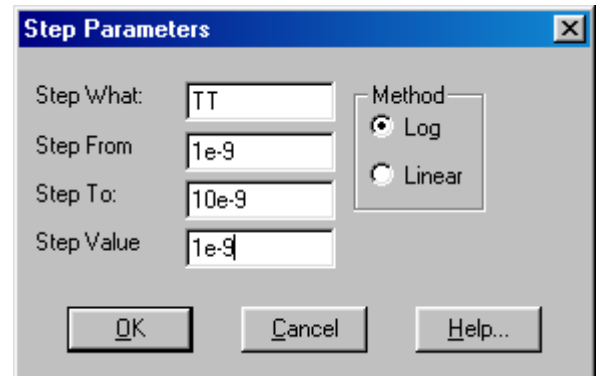 Step Parameters
Step What: TT
Method
Log
Step From 1e-9
Linear
Step To: 10e-9
Step Value 1e-9
OK Cancel Help...